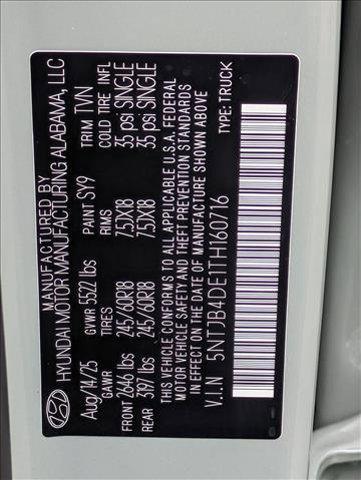 MANUFACTURED BY
HYUNDAI MOTOR MANUFACTURING ALABAMA, LLC
Aug/14/25 GVWR 5522 lbs PAINT SY9 TRIM TVN
GAWR TIRES RIMS COLD TIRE INFL
FRONT 2646 lbs 245/60R18 7.5JX18 35 psi SINGLE
REAR 3197 lbs 245/60R18 7.5JX18 35 psi SINGLE
THIS VEHICLE CONFORMS TO ALL APPLICABLE U.S.A. FEDERAL
MOTOR VEHICLE SAFETY AND THEFT PREVENTION STANDARDS
IN EFFECT ON THE DATE OF MANUFACTURE SHOWN ABOVE
V.I.N 5NTJB4DE1TH160716
TYPE: TRUCK